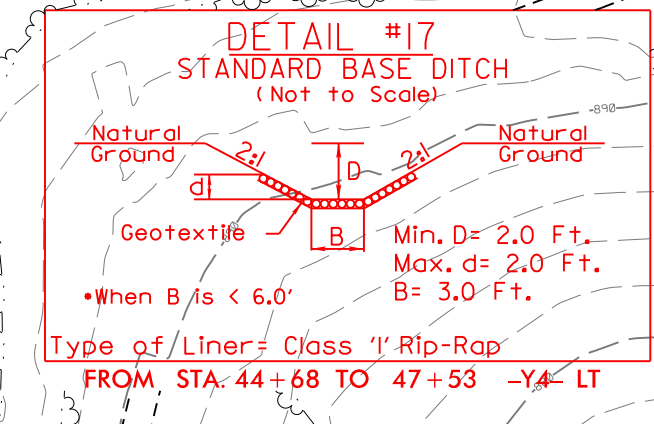 DETAIL #17
STANDARD BASE DITCH
(Not to Scale)
-890-
Natural
Ground
2:1
D
2:1
Natural
Ground
d
Geotextile
B
Min. D= 2.0 Ft.
Max. d= 2.0 Ft.
B= 3.0 Ft.
*When B is < 6.0'
Type of Liner= Class 'I' Rip-Rap
FROM STA. 44+68 TO 47+53 -Y4- LT